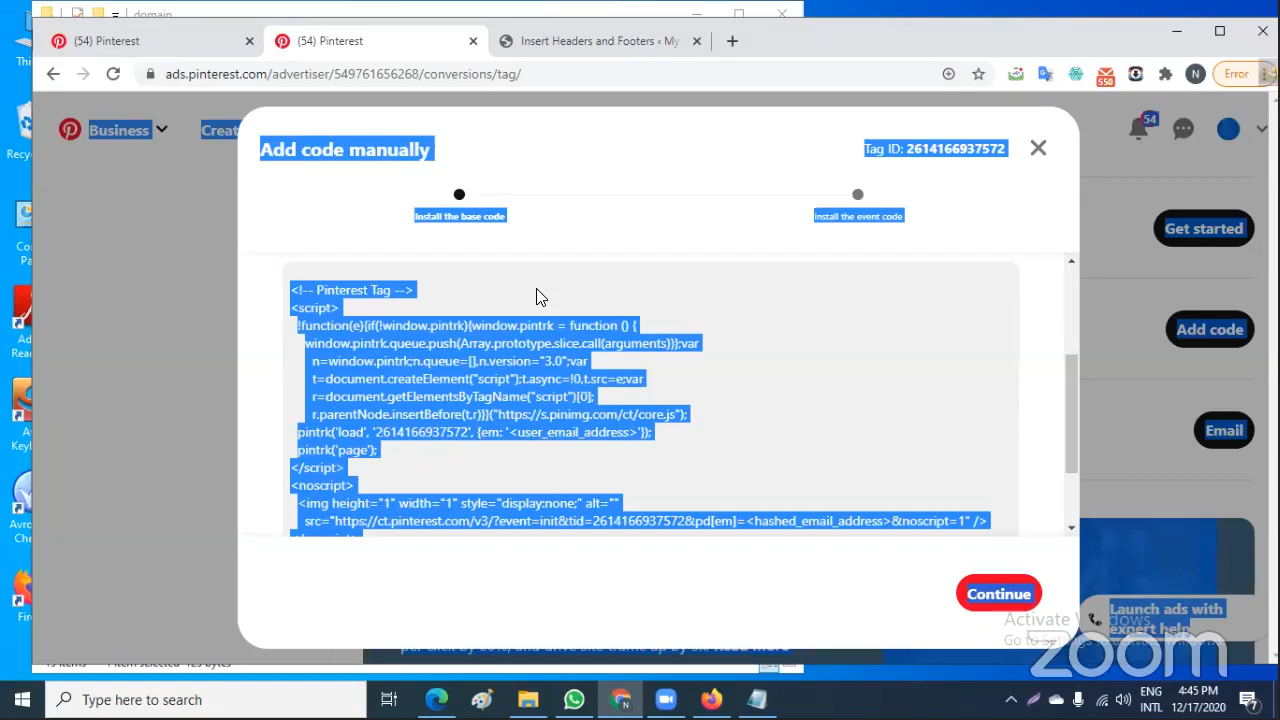 domain
(54) Pinterest
(54) Pinterest
Insert Headers and Footers ‹ My
ads.pinterest.com/advertiser/549761656268/conversions/tag/
550
N
Error
Business
Creat
54
Add code manually
Tag ID: 2614166937572
Install the base code
Install the event code
Get started
Add code
Email
<!-- Pinterest Tag -->
<script>
!function(e){if(!window.pintrk){window.pintrk = function () {
window.pintrk.queue.push(Array.prototype.slice.call(arguments))};var
n=window.pintrk;n.queue=[],n.version="3.0";var
t=document.createElement("script");t.async=!0,t.src=e;var
r=document.getElementsByTagName("script")[0];
r.parentNode.insertBefore(t,r)}}("https://s.pinimg.com/ct/core.js");
pintrk('load', '2614166937572', {em: '<user_email_address>'});
pintrk('page');
</script>
<noscript>
<img height="1" width="1" style="display:none;" alt=""
src="https://ct.pinterest.com/v3/?event=init&tid=2614166937572&pd[em]=<hashed_email_address>&noscript=1" />
Continue
Launch ads with
expert help
Activate Windows
zoom
Type here to search
ENG
INTL
4:45 PM
12/17/2020
7